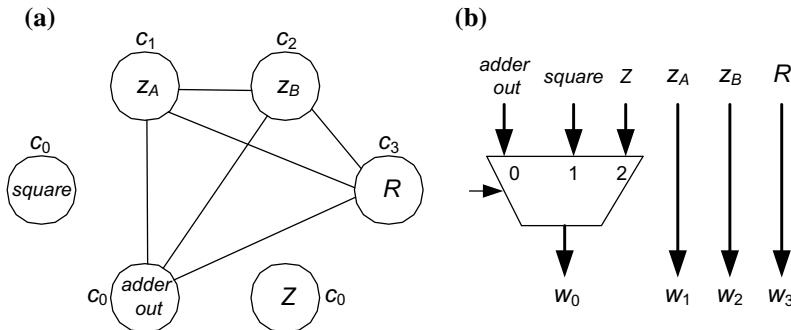 (a)
c1
c2
zA
zB
c0
c3
square
R
c0
adder
out
Z
c0
(b)
adder
out
square
Z
zA
zB
R
0
1
2
w0
w1
w2
w3